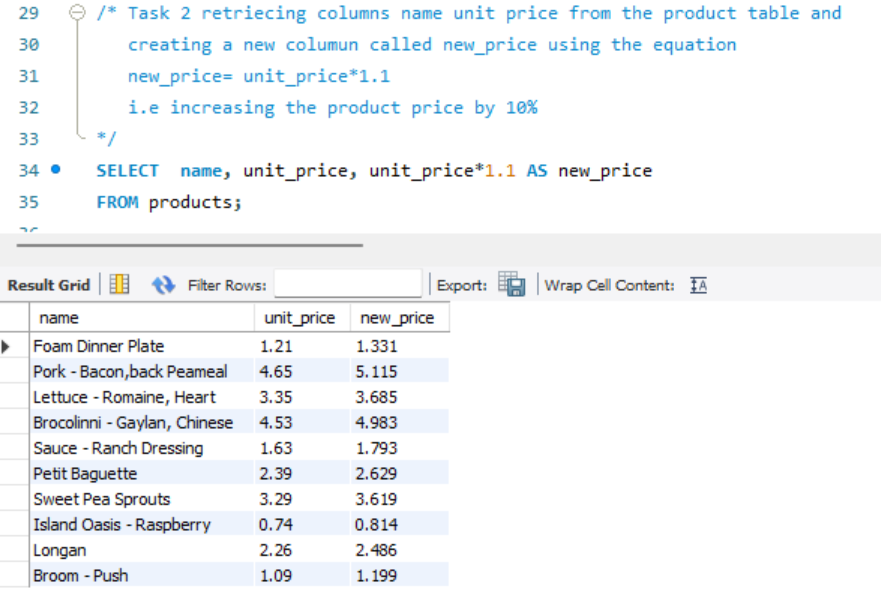 29 /* Task 2 retriecing columns name unit price from the product table and
30 creating a new columun called new_price using the equation
31 new_price= unit_price*1.1
32 i.e increasing the product price by 10%
33 */
34 SELECT name, unit_price, unit_price*1.1 AS new_price
35 FROM products;
Result Grid Filter Rows: Export: Wrap Cell Content: IA
name unit_price new_price
Foam Dinner Plate 1.21 1.331
Pork - Bacon,back Peameal 4.65 5.115
Lettuce - Romaine, Heart 3.35 3.685
Brocolinni - Gaylan, Chinese 4.53 4.983
Sauce - Ranch Dressing 1.63 1.793
Petit Baguette 2.39 2.629
Sweet Pea Sprouts 3.29 3.619
Island Oasis - Raspberry 0.74 0.814
Longan 2.26 2.486
Broom - Push 1.09 1.199